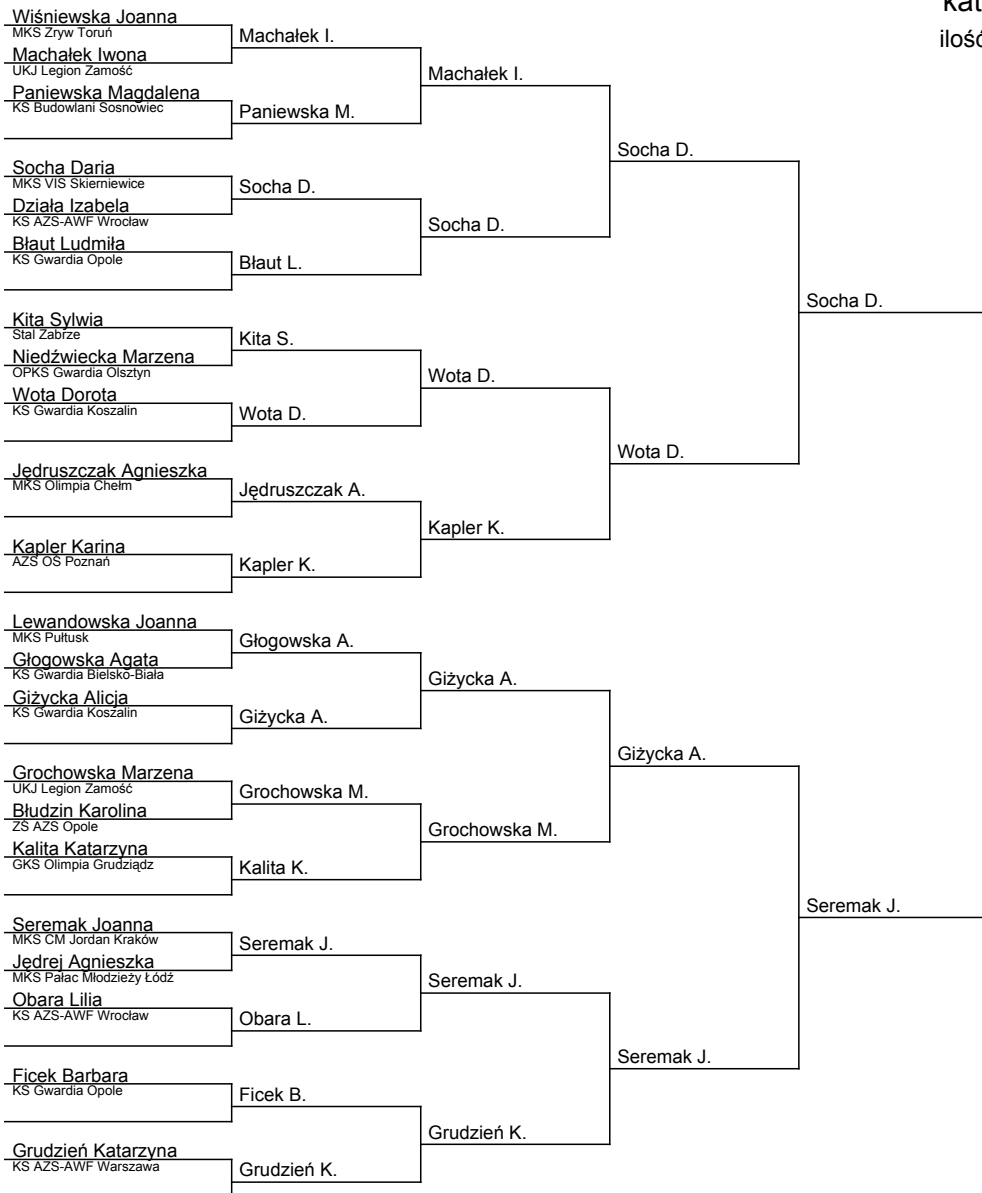 Wiśniewska Joanna
MKS Zryw Toruń
Machałek Iwona
UKJ Legion Zamość
Paniewska Magdalena
KS Budowlani Sosnowiec
Socha Daria
MKS VIS Skierniewice
Działa Izabela
KS AZS-AWF Wrocław
Błaut Ludmiła
KS Gwardia Opole
Kita Sylwia
Stal Zabrze
Niedźwiecka Marzena
OPKS Gwardia Olsztyn
Wota Dorota
KS Gwardia Koszalin
Jędruszczak Agnieszka
MKS Olimpia Chełm
Kapler Karina
AZS OŚ Poznań
Lewandowska Joanna
MKS Pułtusk
Głogowska Agata
KS Gwardia Bielsko-Biała
Giżycka Alicja
KS Gwardia Koszalin
Grochowska Marzena
UKJ Legion Zamość
Błudzin Karolina
ZŚ AZS Opole
Kalita Katarzyna
GKS Olimpia Grudziądz
Seremak Joanna
MKS CM Jordan Kraków
Jędrej Agnieszka
MKS Pałac Młodzieży Łódź
Obara Lilia
KS AZS-AWF Wrocław
Ficek Barbara
KS Gwardia Opole
Grudzień Katarzyna
KS AZS-AWF Warszawa
Machałek I.
Paniewska M.
Socha D.
Błaut L.
Kita S.
Wota D.
Jędruszczak A.
Kapler K.
Głogowska A.
Giżycka A.
Grochowska M.
Kalita K.
Seremak J.
Obara L.
Ficek B.
Grudzień K.
Machałek I.
Socha D.
Wota D.
Kapler K.
Giżycka A.
Grochowska M.
Seremak J.
Grudzień K.
Socha D.
Wota D.
Giżycka A.
Seremak J.
Socha D.
Seremak J.
kat
ilość